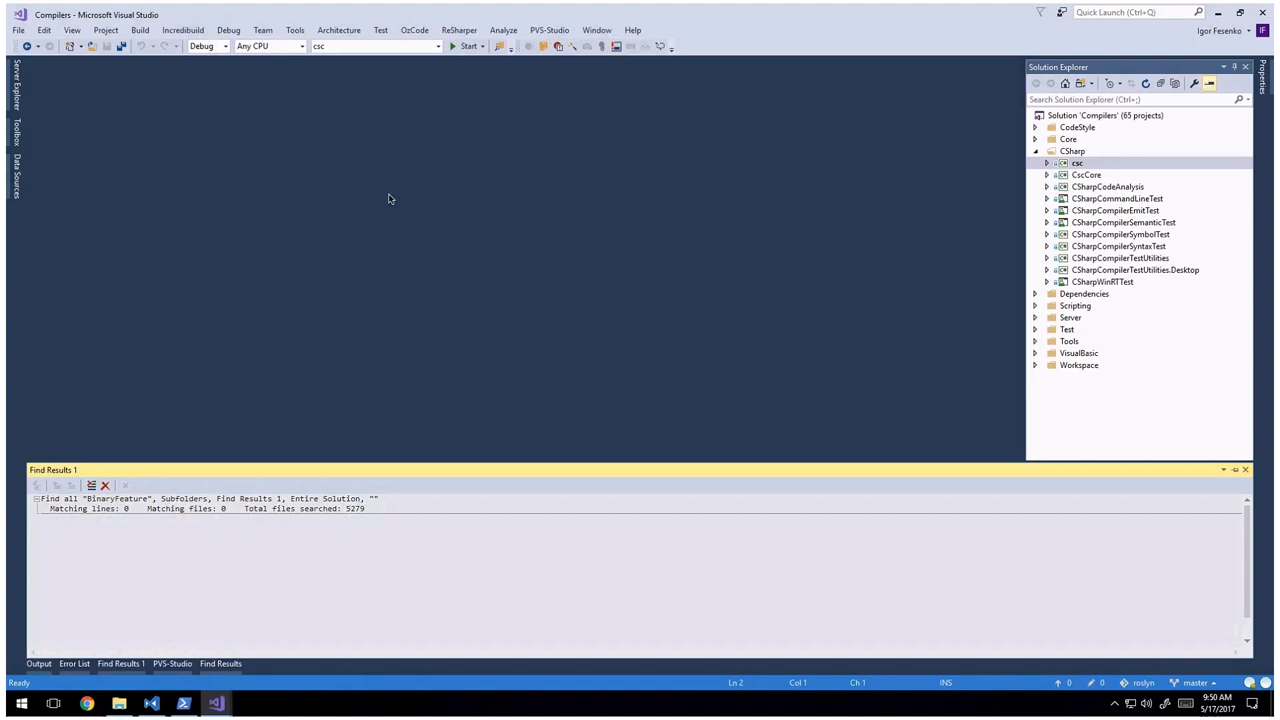 Compilers - Microsoft Visual Studio
Quick Launch (Ctrl+Q)
File Edit View Project Build Incredibuild Debug Team Tools Architecture Test OzCode ReSharper Analyze PVS-Studio Window Help
Igor Fesenko
IF
Debug Any CPU csc Start
Server Explorer
Toolbox
Data Sources
Solution Explorer
Search Solution Explorer (Ctrl+;)
Solution 'Compilers' (65 projects)
CodeStyle
Core
CSharp
csc
CscCore
CSharpCodeAnalysis
CSharpCommandLineTest
CSharpCompilerEmitTest
CSharpCompilerSemanticTest
CSharpCompilerSymbolTest
CSharpCompilerSyntaxTest
CSharpCompilerTestUtilities
CSharpCompilerTestUtilities.Desktop
CSharpWinRTTest
Dependencies
Scripting
Server
Test
Tools
VisualBasic
Workspace
Properties
Find Results 1
Find all "BinaryFeature", Subfolders, Find Results 1, Entire Solution, ""
Matching lines: 0 Matching files: 0 Total files searched: 5279
Output Error List Find Results 1 PVS-Studio Find Results
Ready
Ln 2 Col 1 Ch 1 INS
0 0 roslyn master
9:50 AM
5/17/2017